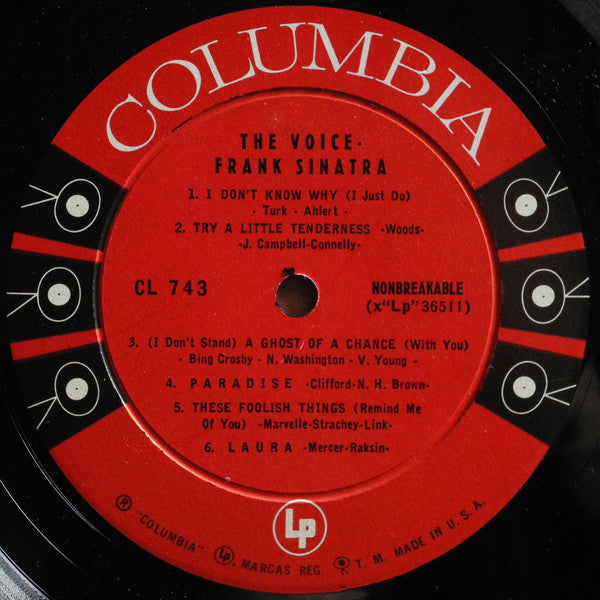 COLUMBIA
THE VOICE-
FRANK SINATRA
1. I DON'T KNOW WHY (I Just Do)
- Turk - Ahlert -
2. TRY A LITTLE TENDERNESS -Woods-
-J. Campbell-Connelly-
CL 743
NONBREAKABLE
(x"Lp"36511)
3. (I Don't Stand) A GHOST OF A CHANCE (With You)
- Bing Crosby - N. Washington - V. Young -
4. PARADISE -Clifford-N. H. Brown-
5. THESE FOOLISH THINGS (Remind Me
Of You) -Marvelle-Strachey-Link-
6. LAURA -Mercer-Raksin-
Lp
® "COLUMBIA" Lp. MARCAS REG. T. M. MADE IN U. S. A.